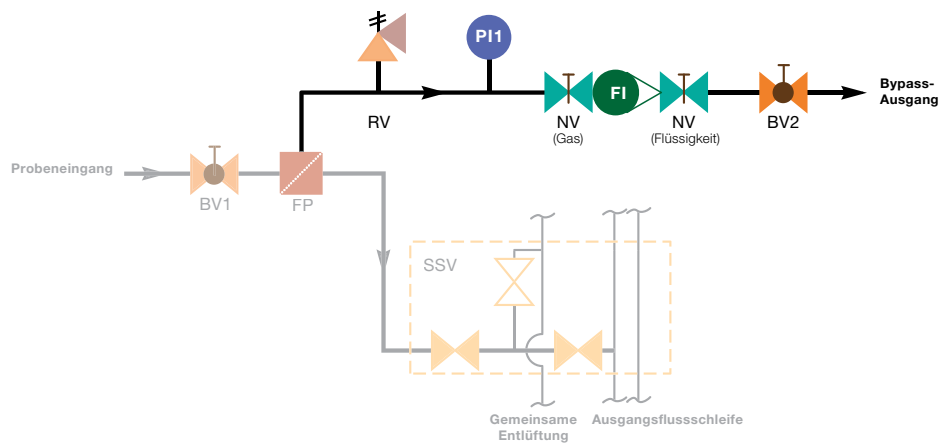 PI1
FI
Bypass-
Ausgang
RV
NV
(Gas)
NV
(Flüssigkeit)
BV2
Probeneingang
BV1
FP
SSV
Gemeinsame
Entlüftung
Ausgangsflussschleife